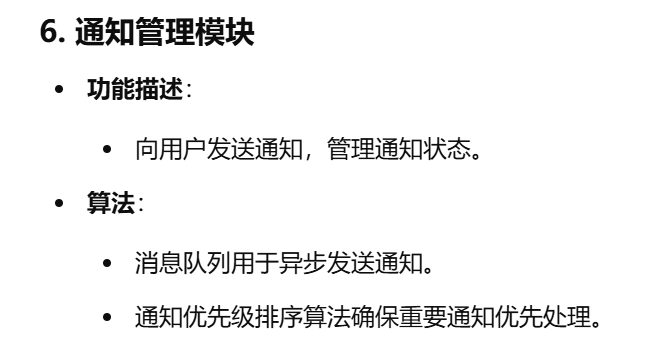 6. 通知管理模块
• 功能描述：
• 向用户发送通知，管理通知状态。
• 算法：
• 消息队列用于异步发送通知。
• 通知优先级排序算法确保重要通知优先处理。